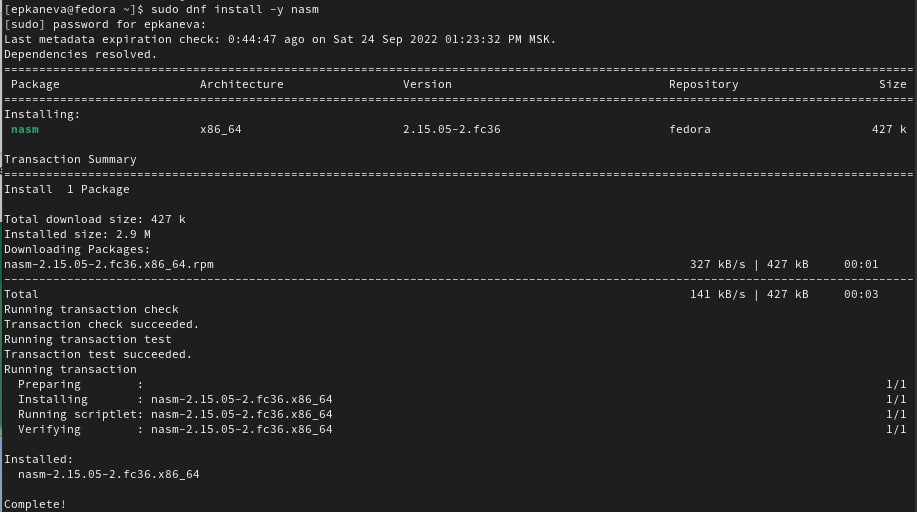 [epkaneva@fedora ~]$ sudo dnf install -y nasm
[sudo] password for epkaneva:
Last metadata expiration check: 0:44:47 ago on Sat 24 Sep 2022 01:23:32 PM MSK.
Dependencies resolved.
================================================================================
Package Architecture Version Repository Size
================================================================================
Installing:
nasm x86_64 2.15.05-2.fc36 fedora 427 k
Transaction Summary
================================================================================
Install  1 Package
Total download size: 427 k
Installed size: 2.9 M
Downloading Packages:
nasm-2.15.05-2.fc36.x86_64.rpm 327 kB/s | 427 kB 00:01
--------------------------------------------------------------------------------
Total 141 kB/s | 427 kB 00:03
Running transaction check
Transaction check succeeded.
Running transaction test
Transaction test succeeded.
Running transaction
Preparing : 1/1
Installing : nasm-2.15.05-2.fc36.x86_64 1/1
Running scriptlet: nasm-2.15.05-2.fc36.x86_64 1/1
Verifying : nasm-2.15.05-2.fc36.x86_64 1/1
Installed:
nasm-2.15.05-2.fc36.x86_64
Complete!